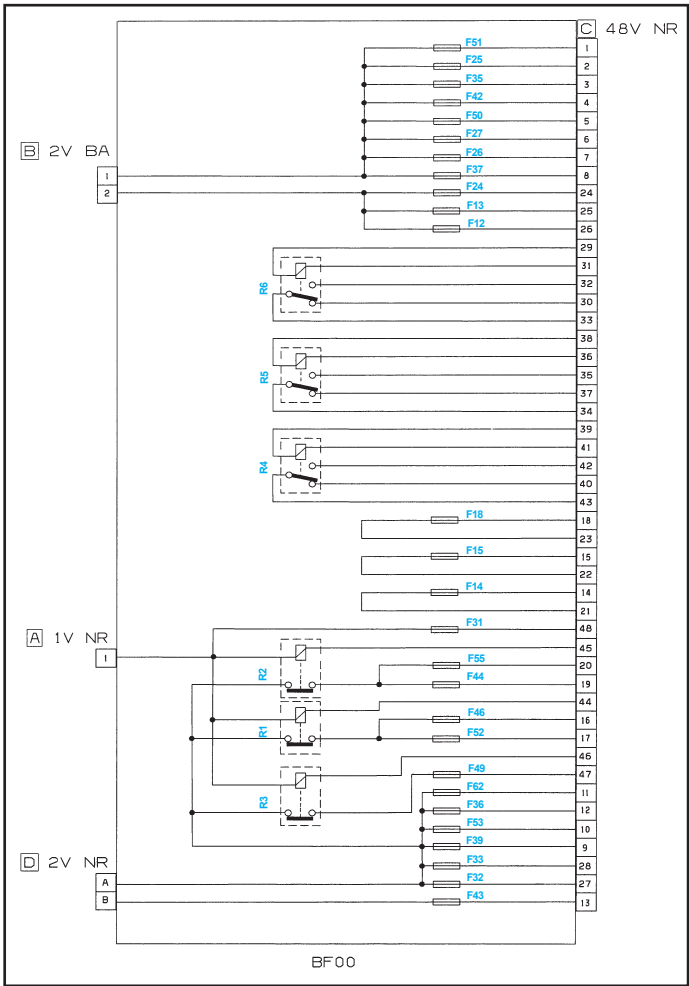 C 48V NR
F51 1
F25 2
F35 3
F42 4
F50 5
F27 6
B 2V BA
F26 7
1 F37 8
2 F24 24
F13 25
F12 26
29
31
R6 32
30
33
38
36
R5 35
37
34
39
41
R4 42
40
43
F18 18
23
F15 15
22
F14 14
21
F31 48
A 1V NR
45
1
R2 F55 20
F44 19
44
F46 16
R1 F52 17
46
F49 47
F62 11
R3 F36 12
F53 10
F39 9
D 2V NR
F33 28
A F32 27
B F43 13
BF00